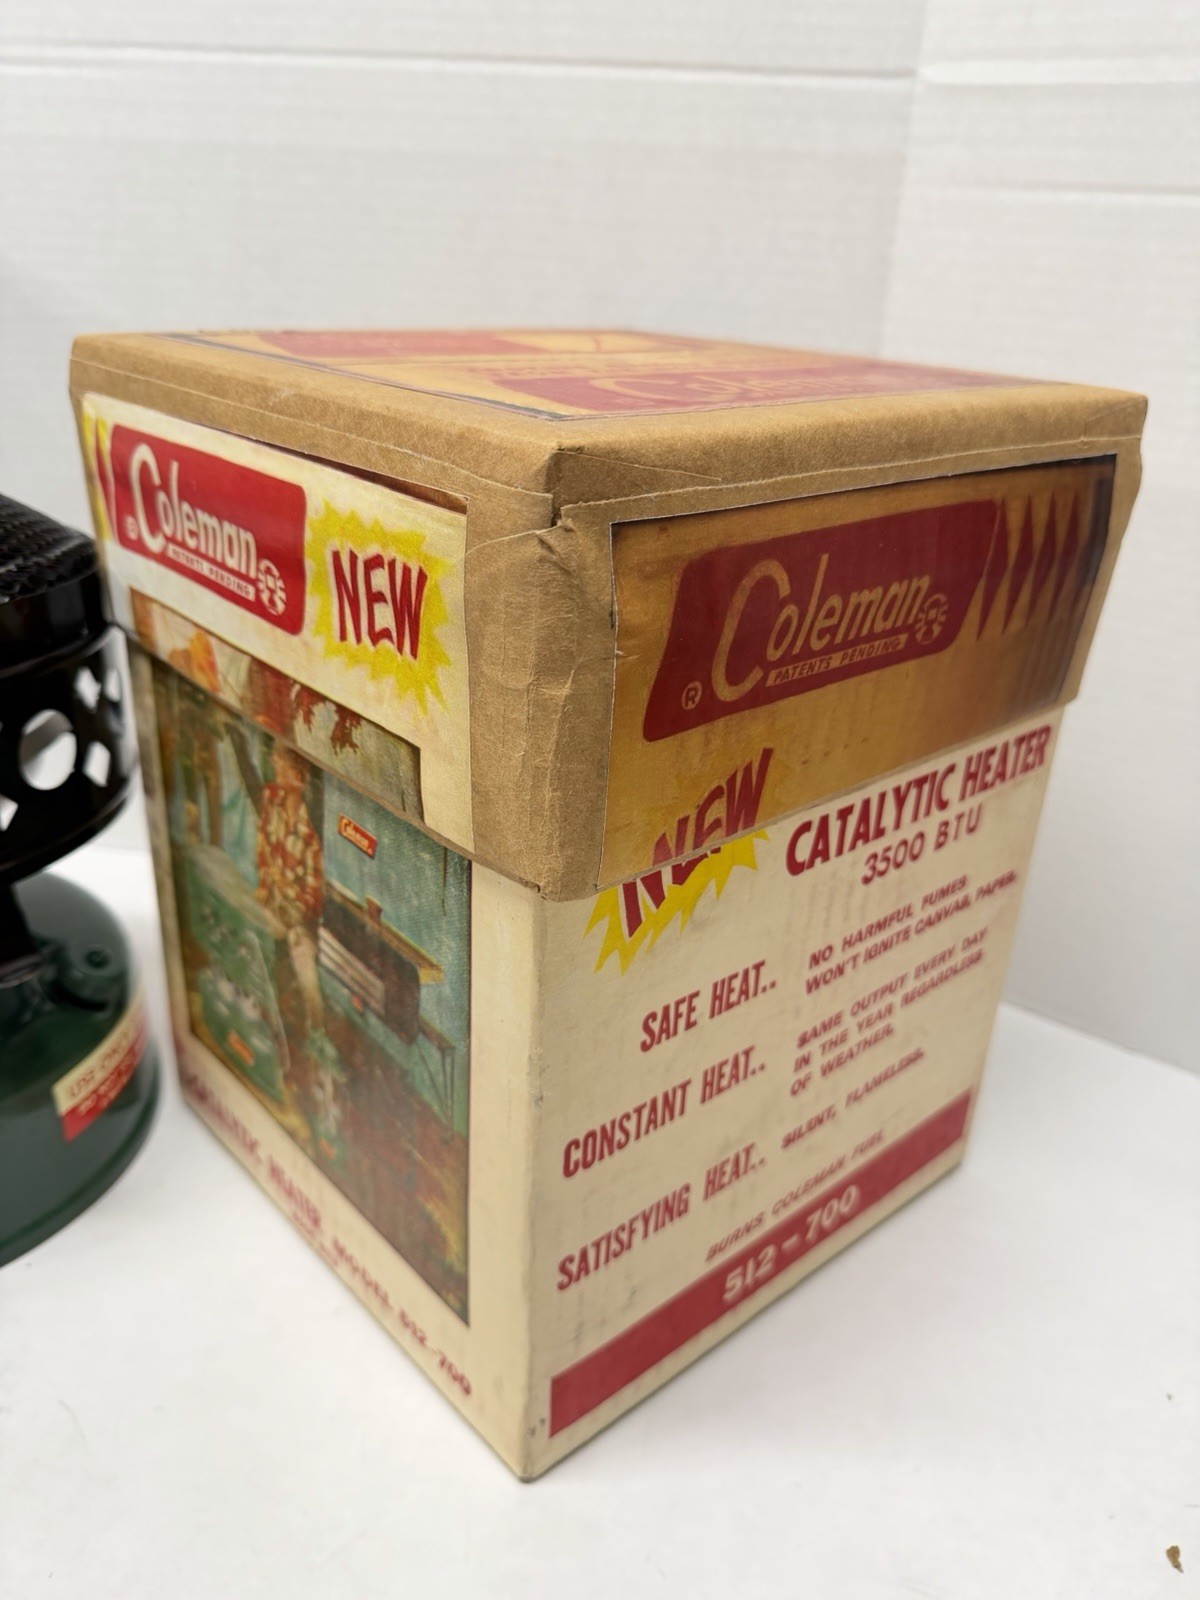 Coleman
Coleman
®
PATENTS PENDING
NEW
Coleman
HEATER MODEL 512-700
® Coleman
PATENTS PENDING
NEW
CATALYTIC HEATER
3500 BTU
SAFE HEAT..
NO HARMFUL FUMES
WON'T IGNITE CANVAS, PAPER.
CONSTANT HEAT..
SAME OUTPUT EVERY DAY
IN THE YEAR REGARDLESS
OF WEATHER.
SATISFYING HEAT..
SILENT, FLAMELESS.
BURNS COLEMAN FUEL
512-700